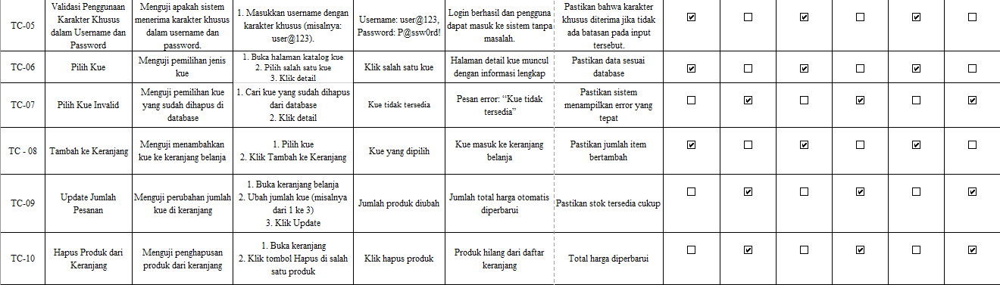 TC-05
Validasi Penggunaan
Karakter Khusus
dalam Username dan
Password
Menguji apakah sistem
menerima karakter khusus
dalam username dan
password.
1. Masukkan username dengan
karakter khusus (misalnya:
user@123).
Username: user@123,
Password: P@ssw0rd!
Login berhasil dan pengguna
dapat masuk ke sistem tanpa
masalah.
Pastikan bahwa karakter
khusus diterima jika tidak
ada batasan pada input
tersebut.
TC-06
Pilih Kue
Menguji pemilihan jenis
kue
1. Buka halaman katalog kue
2. Pilih salah satu kue
3. Klik detail
Klik salah satu kue
Halaman detail kue muncul
dengan informasi lengkap
Pastikan data sesuai
database
TC-07
Pilih Kue Invalid
Menguji pemilihan kue
yang sudah dihapus di
database
1. Cari kue yang sudah dihapus
dari database
2. Klik detail
Kue tidak tersedia
Pesan error: “Kue tidak
tersedia”
Pastikan sistem
menampilkan error yang
tepat
TC - 08
Tambah ke Keranjang
Menguji menambahkan
kue ke keranjang belanja
1. Pilih kue
2. Klik Tambah ke Keranjang
Kue yang dipilih
Kue masuk ke keranjang
belanja
Pastikan jumlah item
bertambah
TC-09
Update Jumlah
Pesanan
Menguji perubahan jumlah
kue di keranjang
1. Buka keranjang belanja
2. Ubah jumlah kue (misalnya
dari 1 ke 3)
3. Klik Update
Jumlah produk diubah
Jumlah total harga otomatis
diperbarui
Pastikan stok tersedia cukup
TC-10
Hapus Produk dari
Keranjang
Menguji penghapusan
produk dari keranjang
1. Buka keranjang
2. Klik tombol Hapus di salah
satu produk
Klik hapus produk
Produk hilang dari daftar
keranjang
Total harga diperbarui